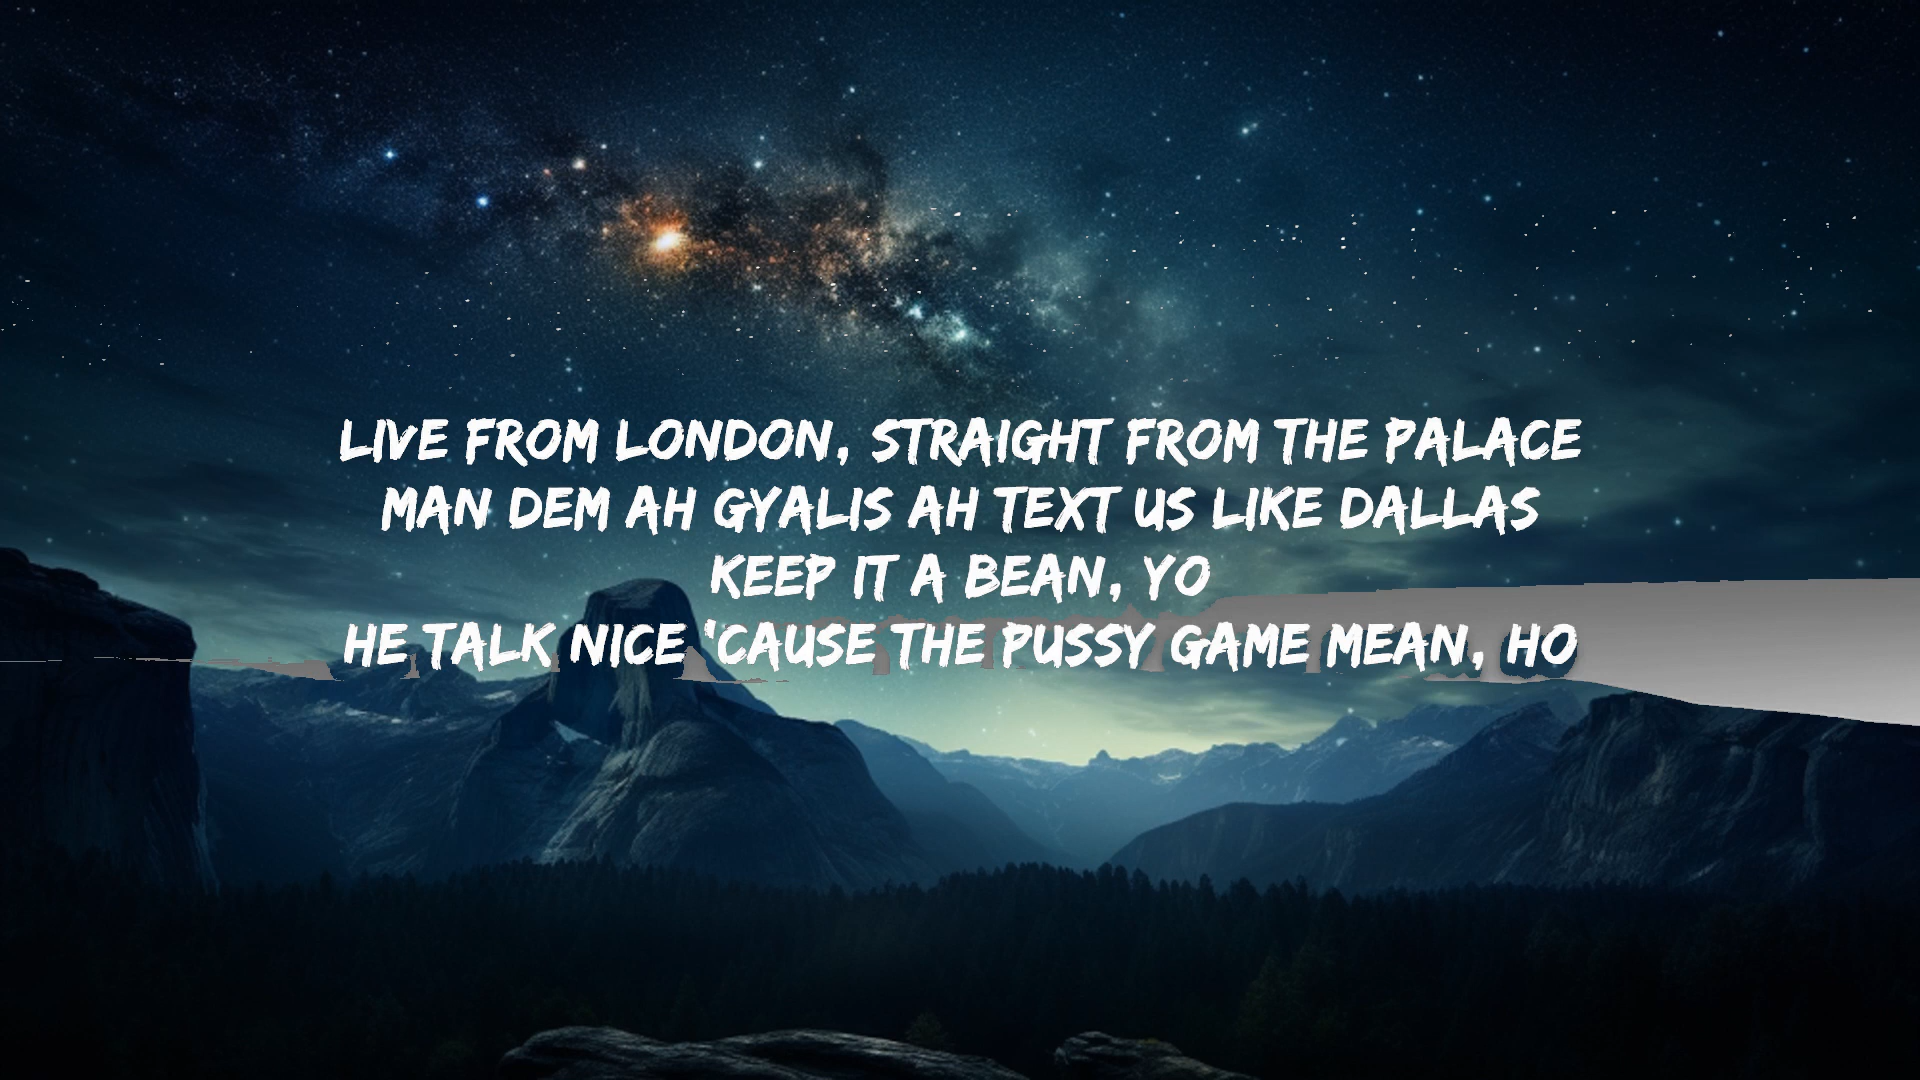 LIVE FROM LONDON, STRAIGHT FROM THE PALACE
MAN DEM AH GYALIS AH TEXT US LIKE DALLAS
KEEP IT A BEAN, YO
HE TALK NICE 'CAUSE THE PUSSY GAME MEAN, HO